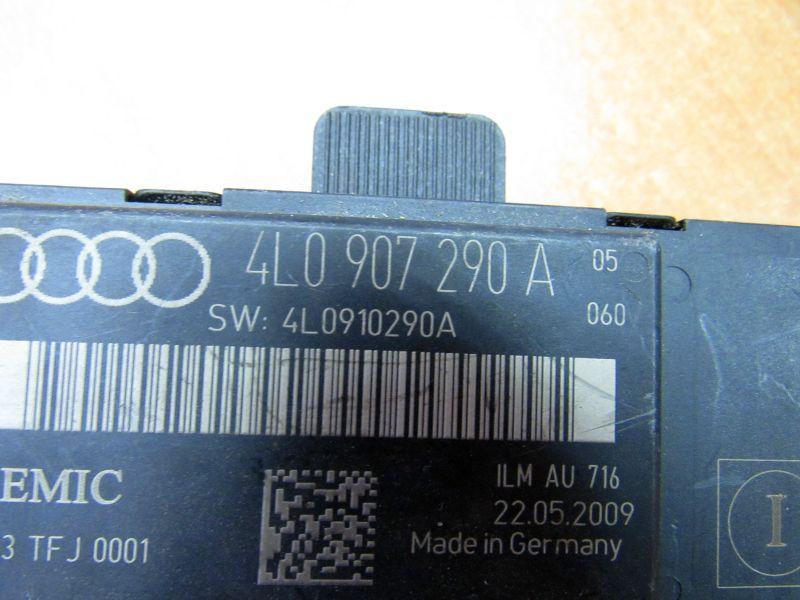 4L0 907 290 A 05
SW: 4L0910290A 060
EMIC ILM AU 716
22.05.2009
3 TFJ 0001 Made in Germany
I